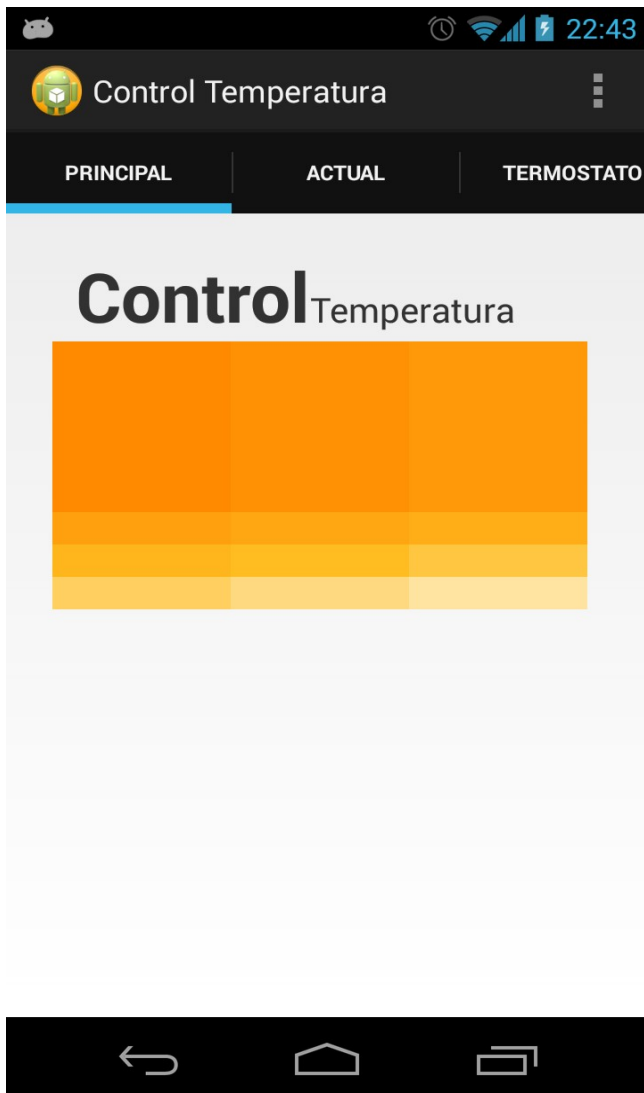 22:43
Control Temperatura
PRINCIPAL ACTUAL TERMOSTATO
Control Temperatura